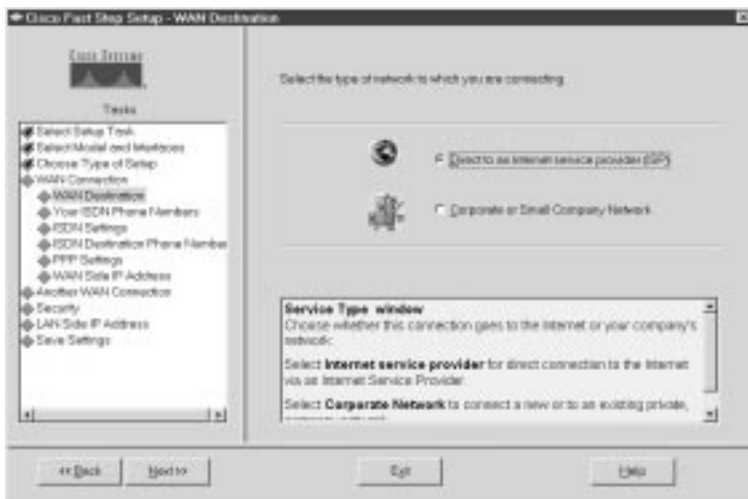 Cisco Fast Step Setup - WAN Destination
CISCO SYSTEMS
Tasks
Select Setup Task
Select Model and Interfaces
Choose Type of Setup
WAN Connection
WAN Destination
Your ISDN Phone Numbers
ISDN Settings
ISDN Destination Phone Number
PPP Settings
WAN Side IP Address
Another WAN Connection
Security
LAN Side IP Address
Save Settings
Select the type of network to which you are connecting.
Direct to an Internet service provider (ISP)
Corporate or Small Company Network
Service Type window
Choose whether this connection goes to the Internet or your company's
network:
Select Internet service provider for direct connection to the Internet
via an Internet Service Provider.
Select Corporate Network to connect a new or to an existing private,
<< Back
Next >>
Exit
Help